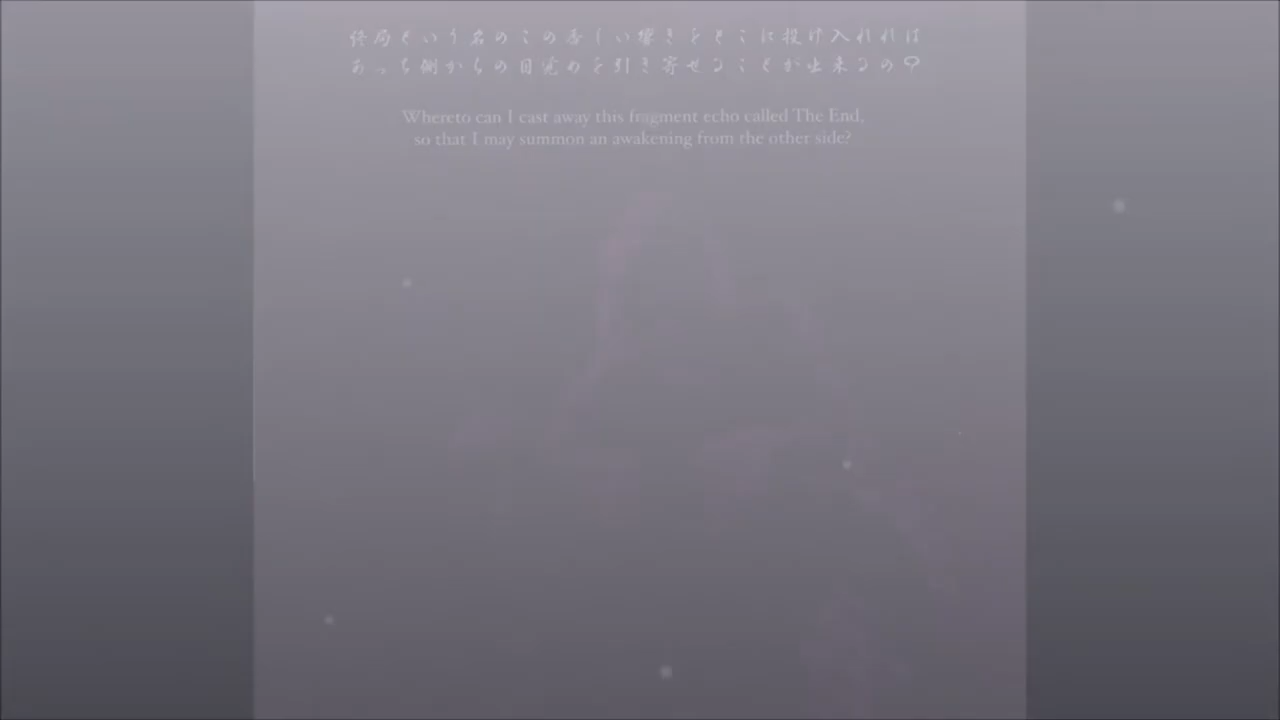 終局という名のこの香しい響きをどこに投げ入れれば
あっち側からの目覚めを引き寄せることが出来るの?
Whereto can I cast away this fragment echo called The End,
so that I may summon an awakening from the other side?